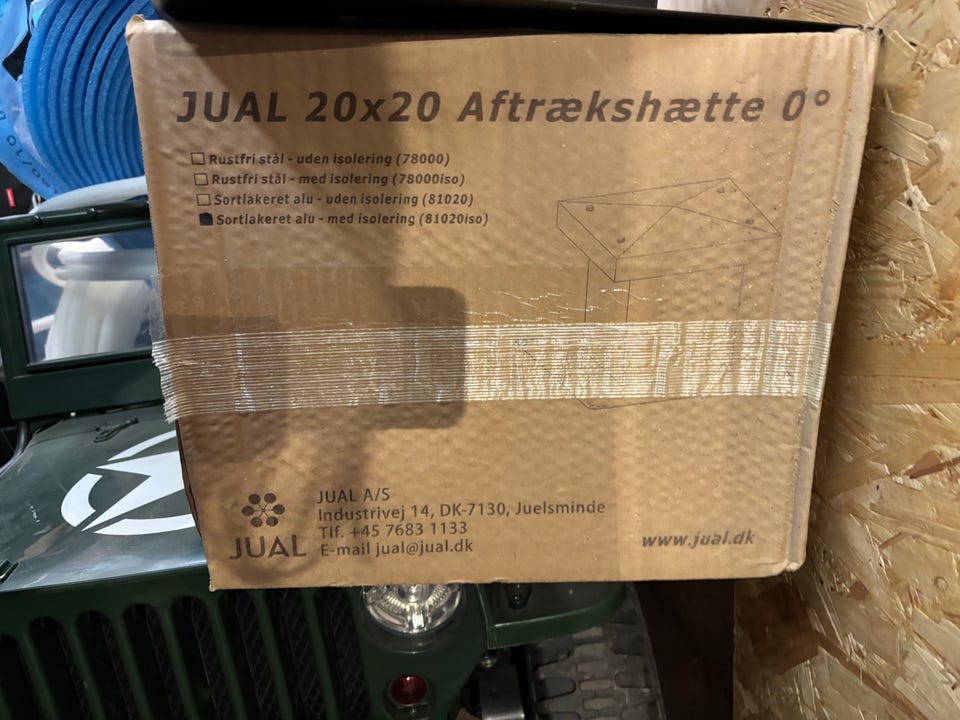 JUAL 20x20 Aftrækshætte 0°
Rustfri stål - uden isolering (78000)
Rustfri stål - med isolering (78000iso)
Sortlakeret alu - uden isolering (81020)
Sortlakeret alu - med isolering (81020iso)
JUAL A/S
Industrivej 14, DK-7130, Juelsminde
Tlf. +45 7683 1133
E-mail jual@jual.dk
JUAL
www.jual.dk